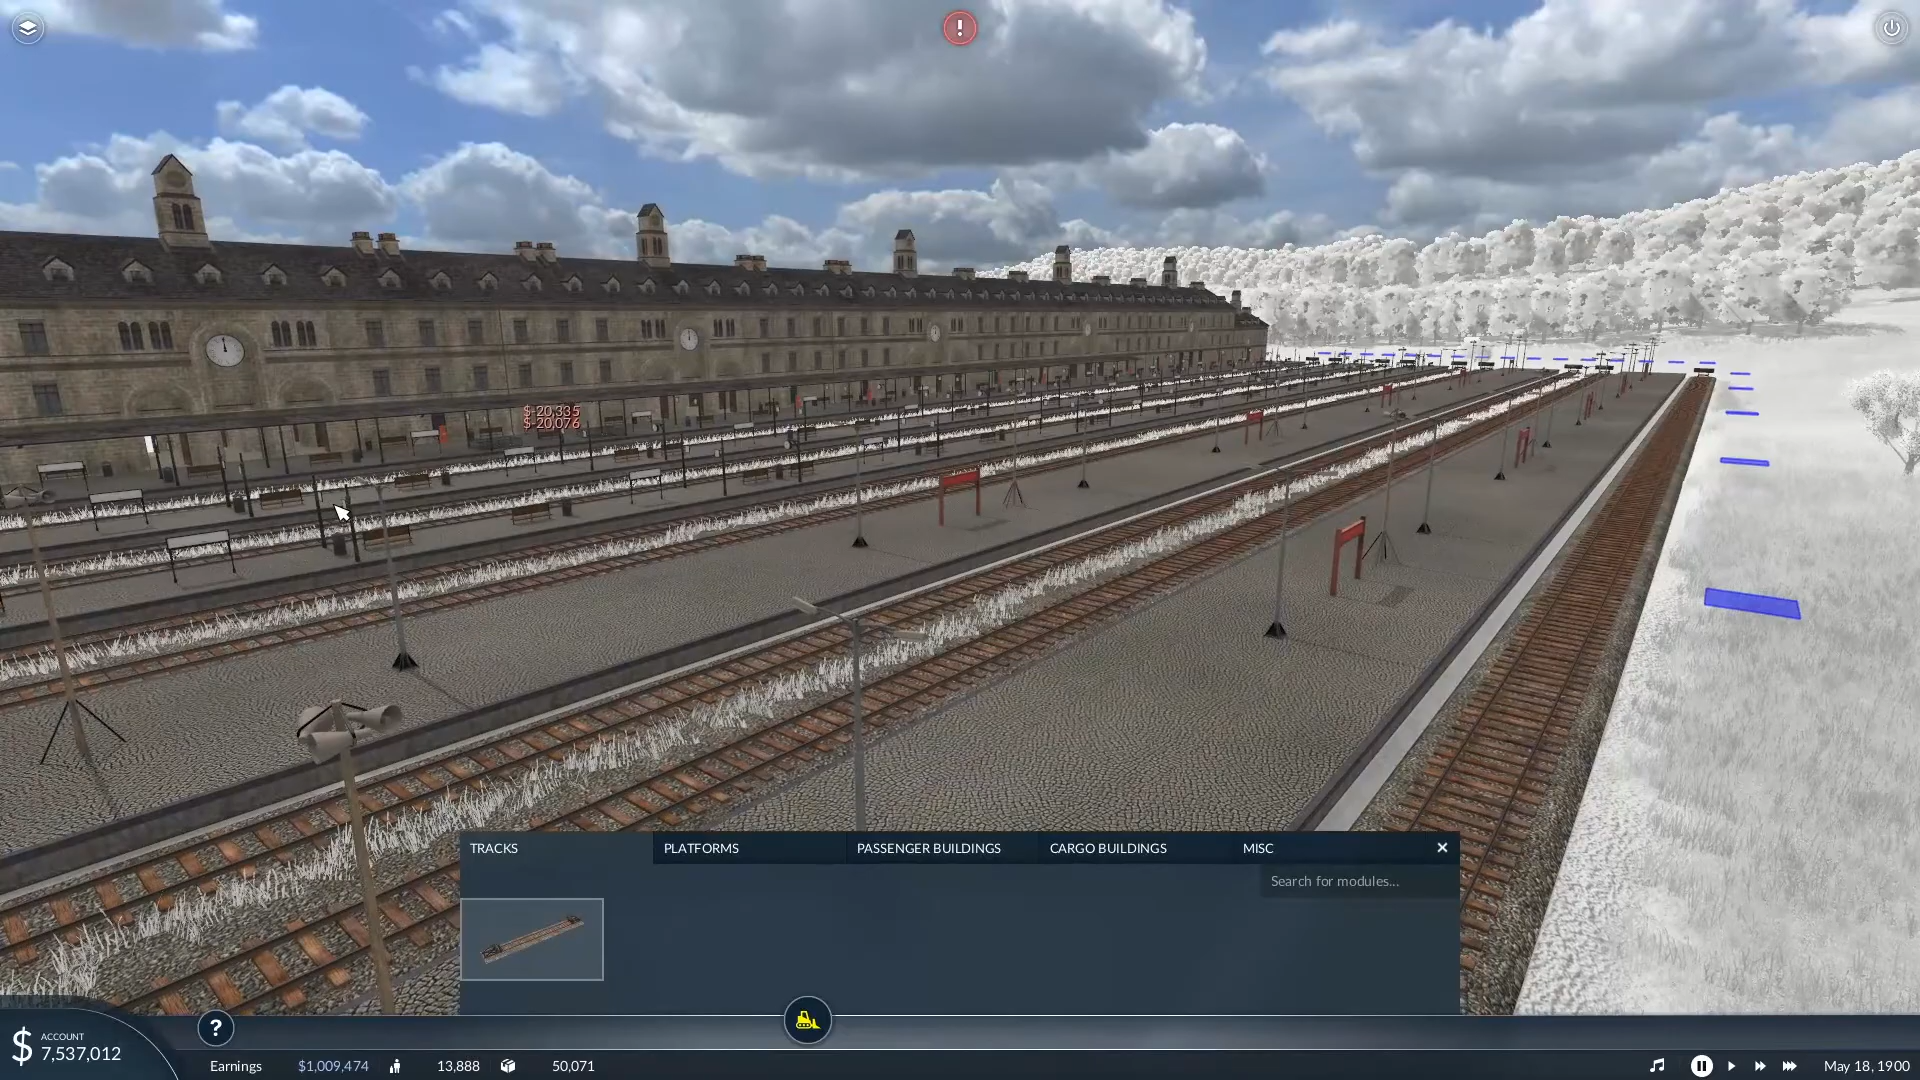 $-20,335
$-20,076
TRACKS
PLATFORMS
PASSENGER BUILDINGS
CARGO BUILDINGS
MISC
Search for modules...
ACCOUNT
$ 7,537,012
?
Earnings $1,009,474 13,888 50,071
May 18, 1900